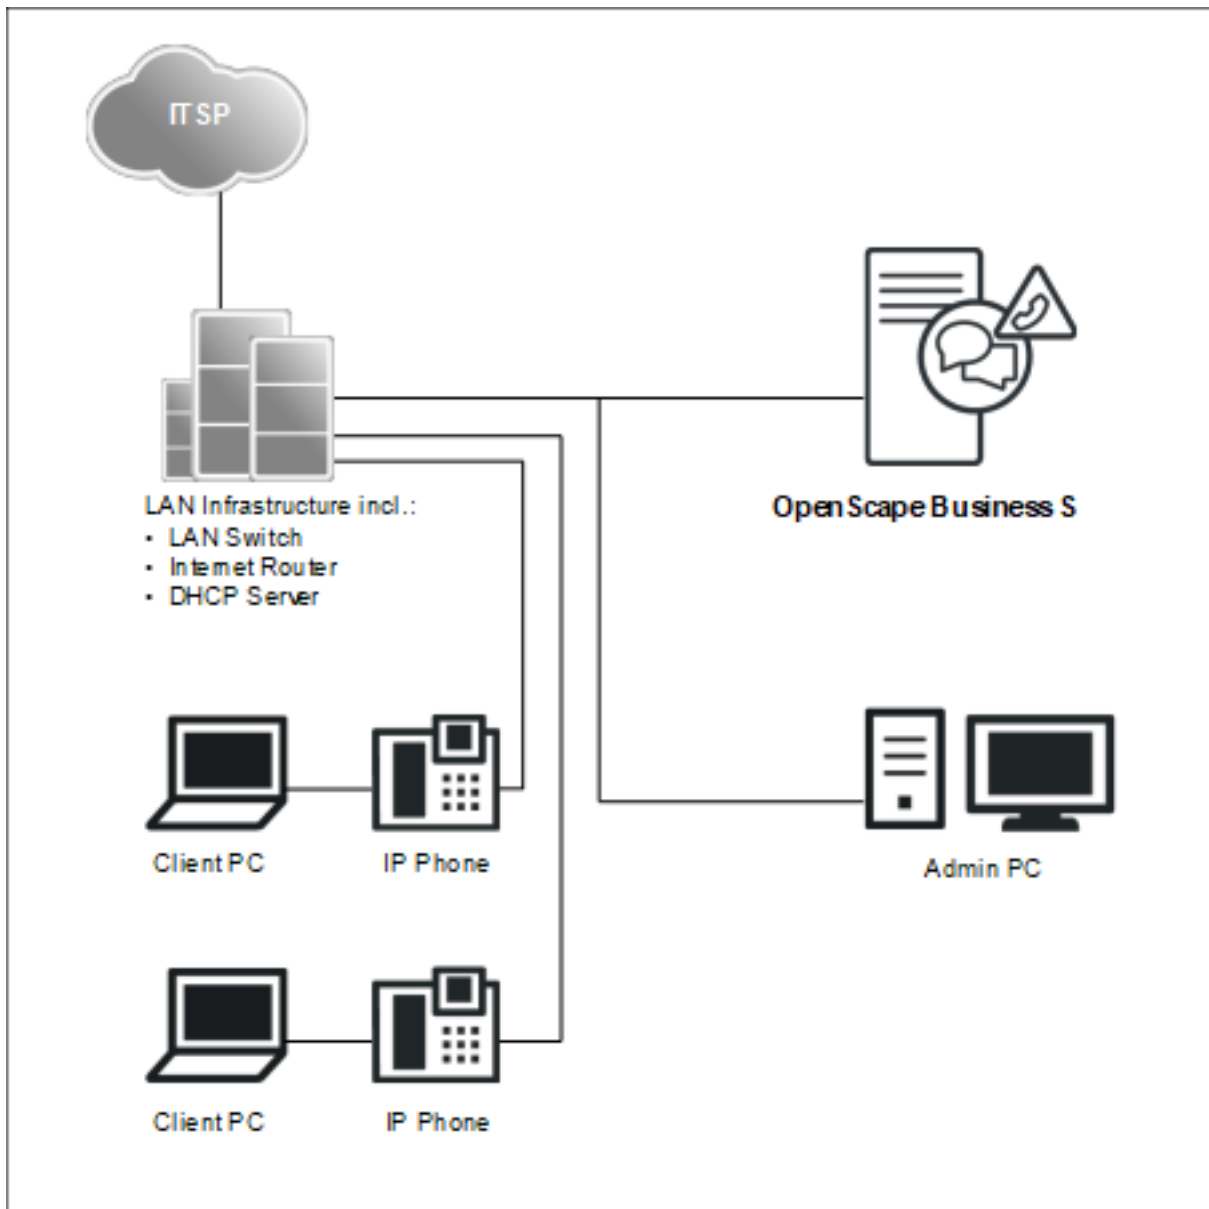 ITSP
LAN Infrastructure incl.:
• LAN Switch
• Internet Router
• DHCP Server
OpenScape Business S
Client PC
IP Phone
Admin PC
Client PC
IP Phone